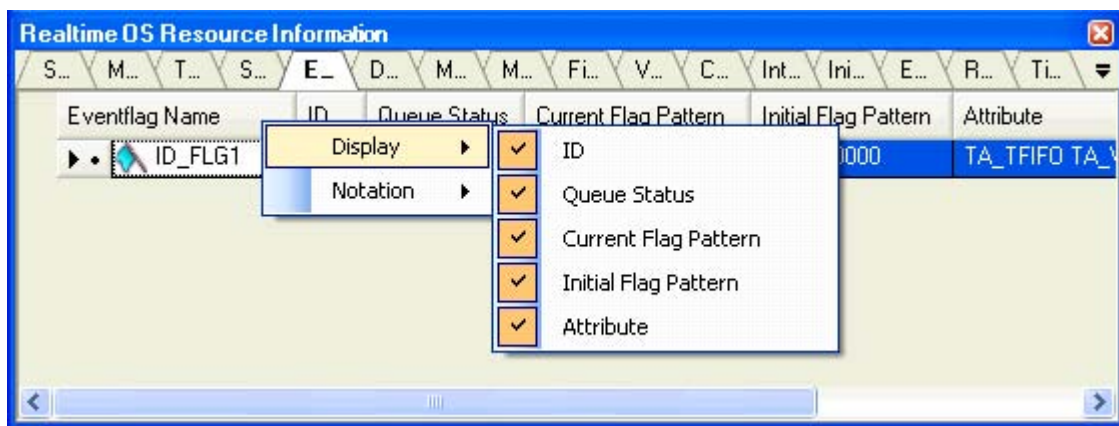 Realtime OS Resource Information
S... M... T... S... E... D... M... M... Fi... V... C... Int... Ini... E... R... Ti...
Eventflag Name ID Queue Status Current Flag Pattern Initial Flag Pattern Attribute
ID_FLG1 0000 TA_TFIFO TA_
Display
Notation
ID
Queue Status
Current Flag Pattern
Initial Flag Pattern
Attribute